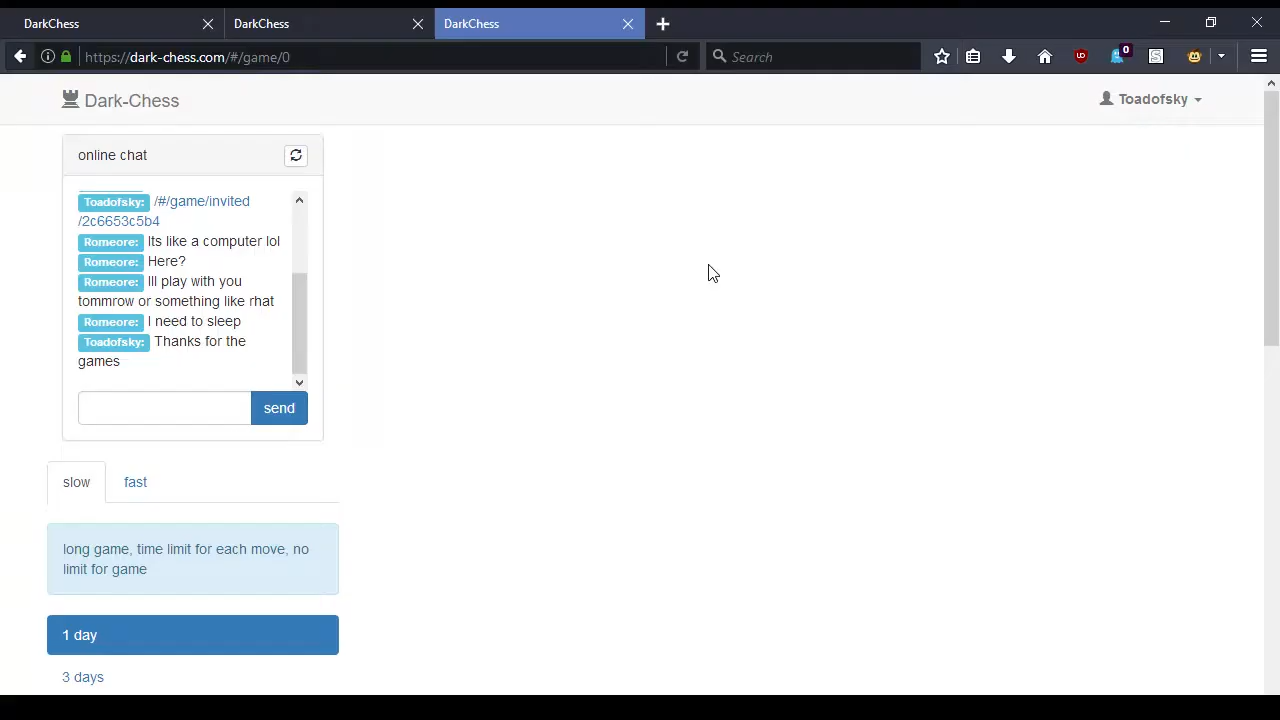 DarkChess DarkChess DarkChess
https://dark-chess.com/#/game/0 Search 0
Dark-Chess Toadofsky
online chat
Toadofsky: /#/game/invited
/2c6653c5b4
Romeore: Its like a computer lol
Romeore: Here?
Romeore: Ill play with you
tommrow or something like rhat
Romeore: I need to sleep
Toadofsky: Thanks for the
games
send
slow fast
long game, time limit for each move, no
limit for game
1 day
3 days